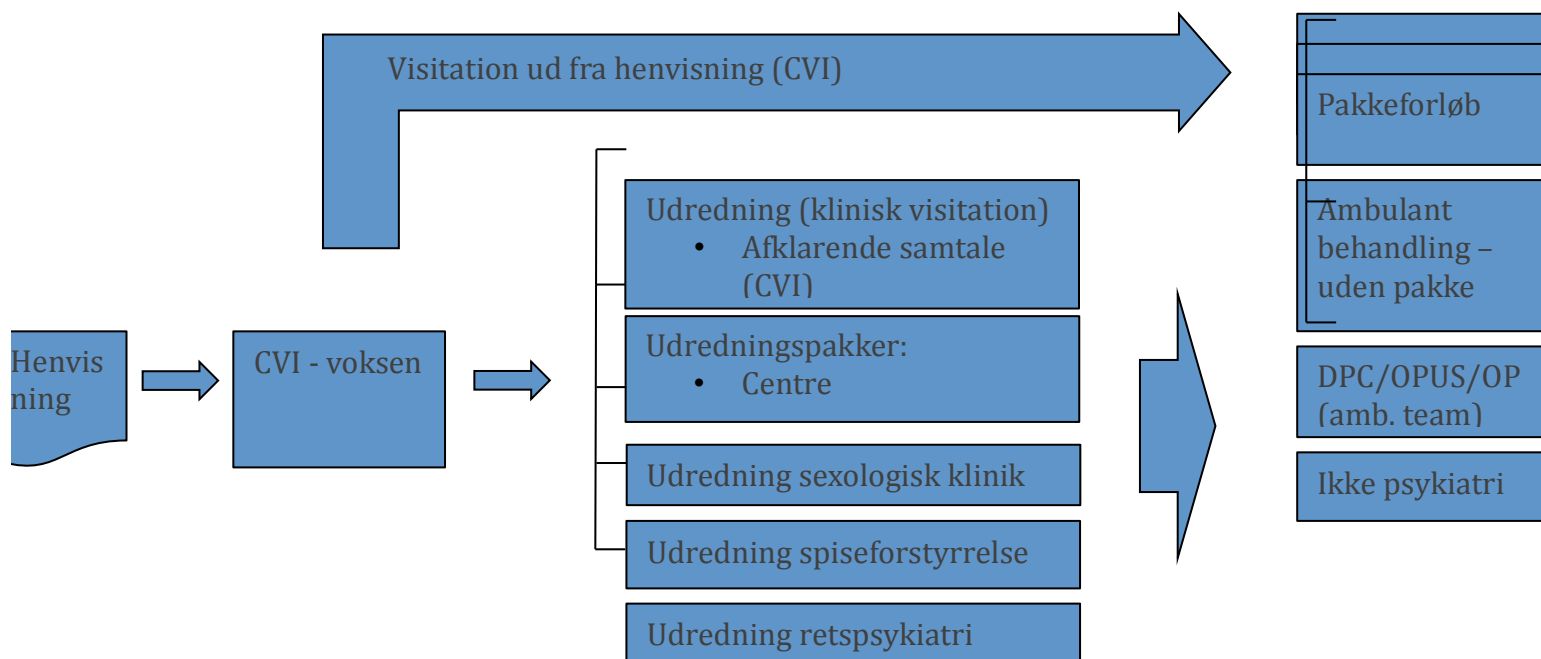 Visitation ud fra henvisning (CVI)
Henvis
ning
CVI - voksen
Udredning (klinisk visitation)
• Afklarende samtale
(CVI)
Udredningspakker:
• Centre
Udredning sexologisk klinik
Udredning spiseforstyrrelse
Udredning retspsykiatri
Pakkeforløb
Ambulant
behandling –
uden pakke
DPC/OPUS/OP
(amb. team)
Ikke psykiatri